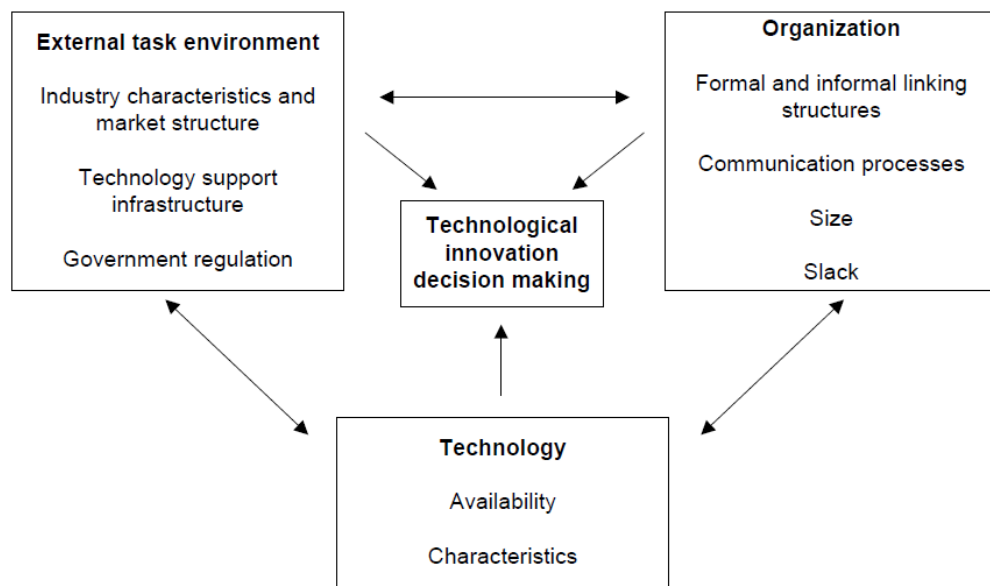 External task environment
Industry characteristics and
market structure
Technology support
infrastructure
Government regulation
Organization
Formal and informal linking
structures
Communication processes
Size
Slack
Technological
innovation
decision making
Technology
Availability
Characteristics